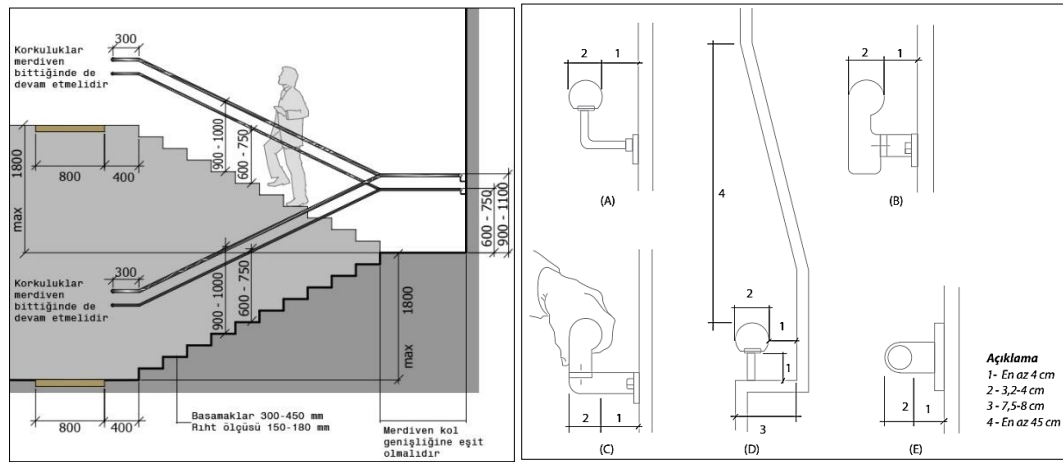 300
Korkuluklar
merdiven
bittiğinde de
devam etmelidir
900 - 1000
600 - 750
1800
max
800
400
600 - 750
900 - 1100
300
Korkuluklar
merdiven
bittiğinde de
devam etmelidir
900 - 1000
600 - 750
1800
max
800
400
Basamaklar 300-450 mm
Rıht ölçüsü 150-180 mm
Merdiven kol
genişliğine eşit
olmalıdır
2 1
(A)
4
2 1
(B)
2
1
1
2 1
(C)
3
(D)
2 1
(E)
Açıklama
1- En az 4 cm
2 - 3,2-4 cm
3 - 7,5-8 cm
4 - En az 45 cm